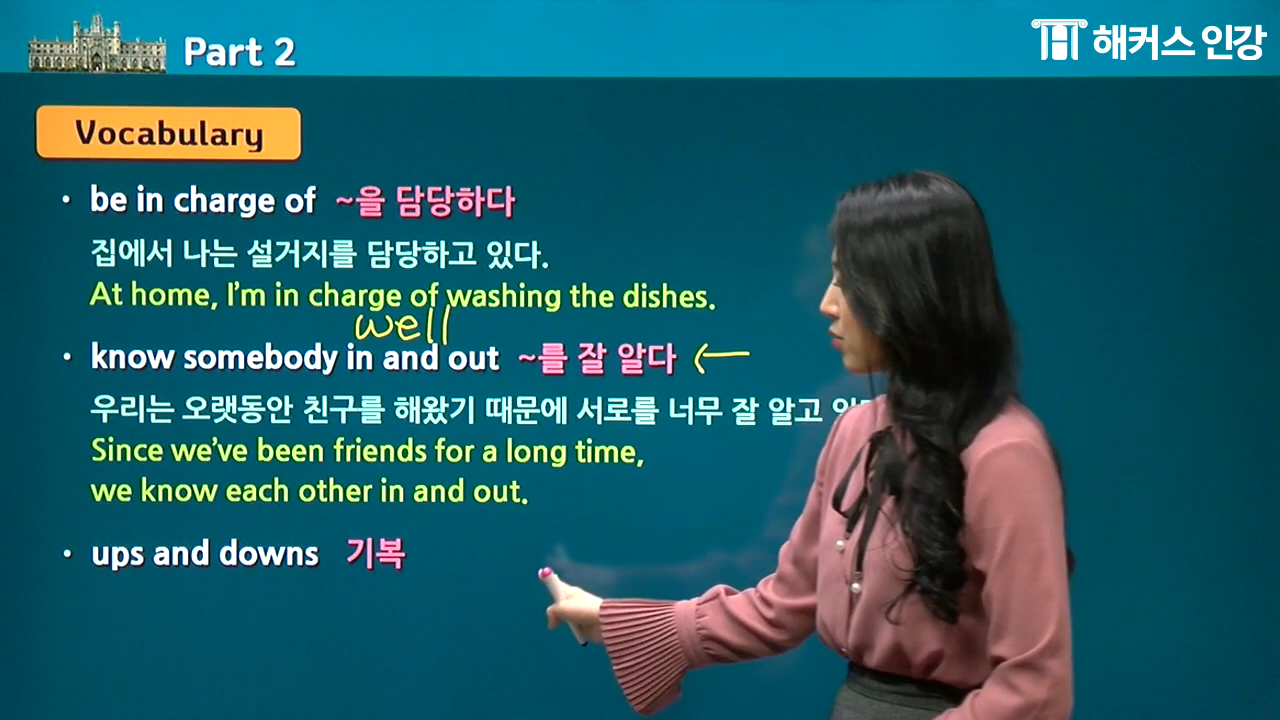 Part 2
해커스 인강
Vocabulary
• be in charge of ~을 담당하다
집에서 나는 설거지를 담당하고 있다.
At home, I'm in charge of washing the dishes.
well
• know somebody in and out ~를 잘 알다 ←
우리는 오랫동안 친구를 해왔기 때문에 서로를 너무 잘 알고
Since we've been friends for a long time,
we know each other in and out.
• ups and downs 기복